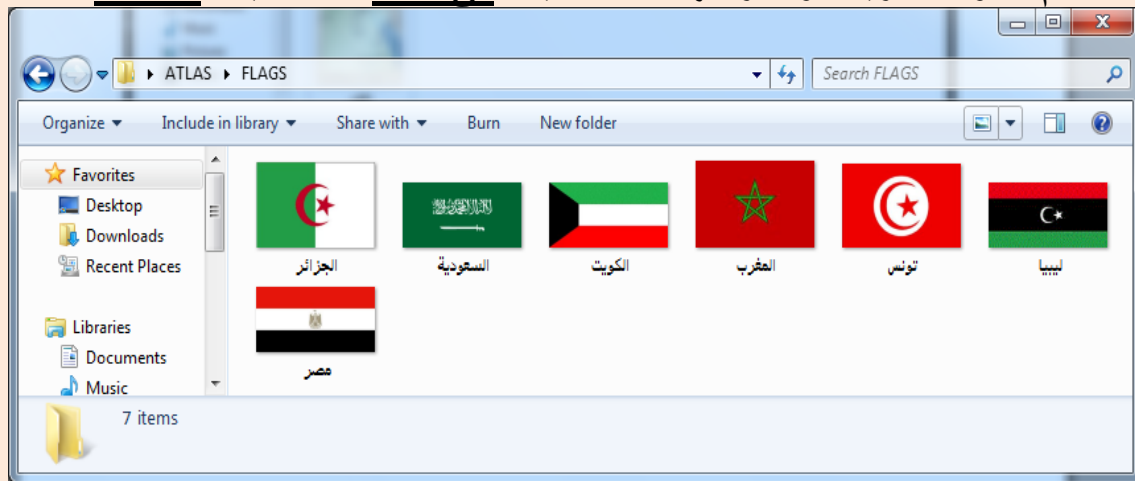 ATLAS FLAGS
Search FLAGS
Organize Include in library Share with Burn New folder
Favorites
Desktop
Downloads
Recent Places
Libraries
Documents
Music
الجزائر
السعودية
الكويت
المغرب
تونس
ليبيا
مصر
7 items